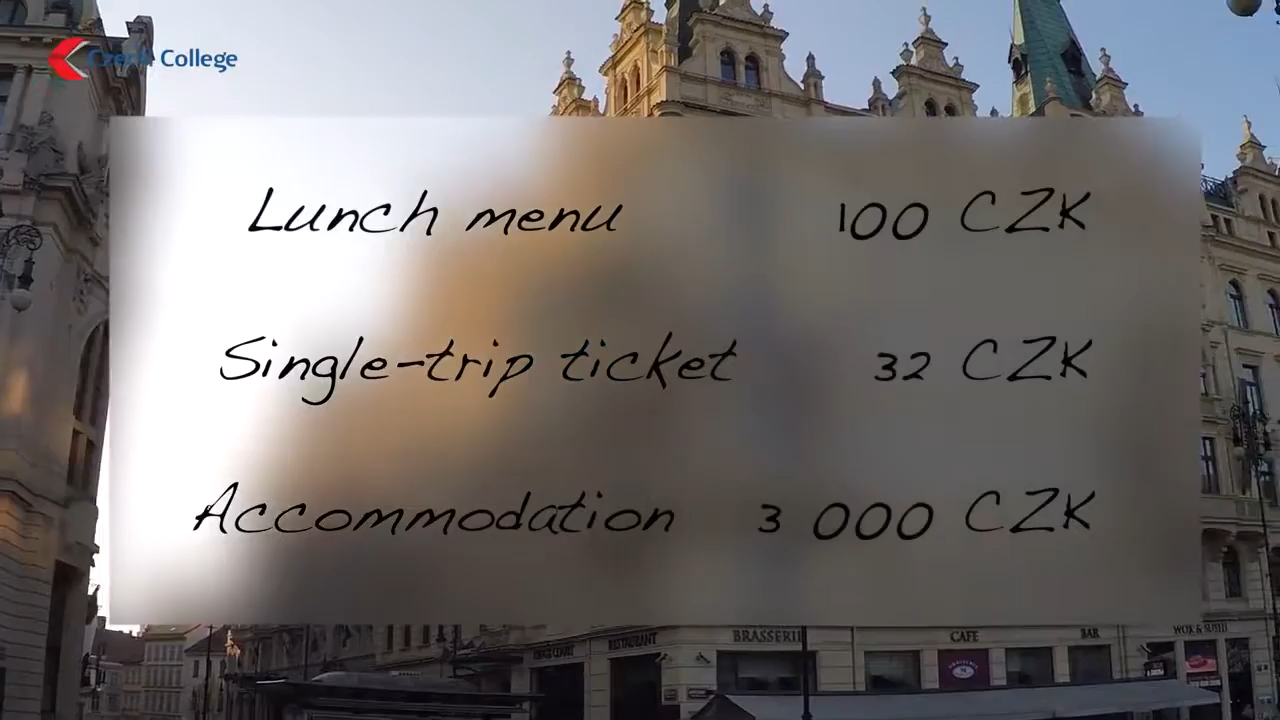 Czech College
Lunch menu 100 CZK
Single-trip ticket 32 CZK
Accommodation 3 000 CZK
RESTAURANT
BRASSERIE
CAFE
BAR
WOK & SUSHI